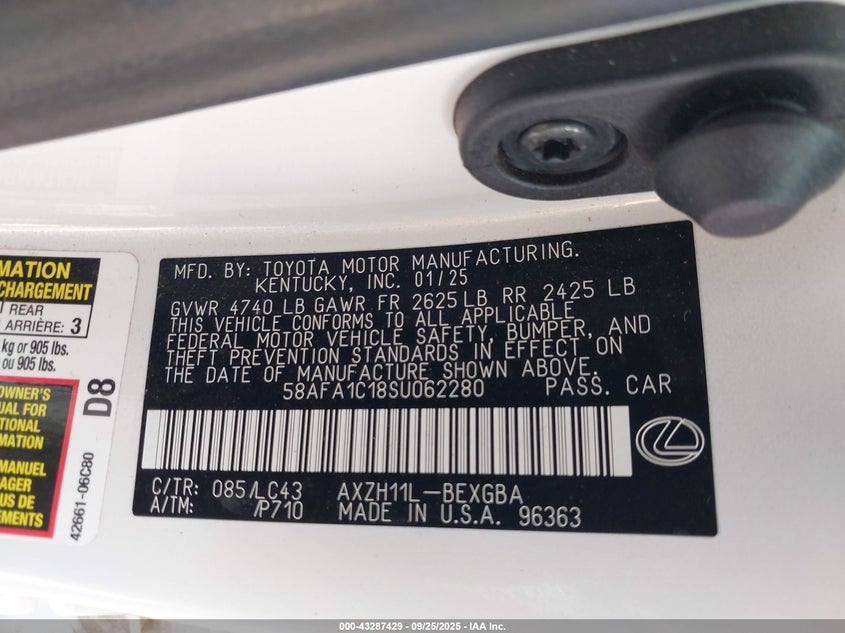 MFD. BY: TOYOTA MOTOR MANUFACTURING.
KENTUCKY, INC. 01/25
GVWR 4740 LB GAWR FR 2625 LB RR 2425 LB
THIS VEHICLE CONFORMS TO ALL APPLICABLE
FEDERAL MOTOR VEHICLE SAFETY, BUMPER, AND
THEFT PREVENTION STANDARDS IN EFFECT ON
THE DATE OF MANUFACTURE SHOWN ABOVE.
58AFA1C18SU062280 PASS. CAR
C/TR: 085/LC43 AXZH11L-BEXGBA
A/TM: /P710 MADE IN U.S.A. 96363
MATION
CHARGEMENT
REAR
ARRIÈRE: 3
kg or 905 lbs.
ou 905 lbs.
OWNER'S
UAL FOR
TIONAL
RMATION
MANUEL
AGER
PLUS DE
EMENTS
D8
42661-06C80
000-43287429 - 09/25/2025 - IAA Inc.